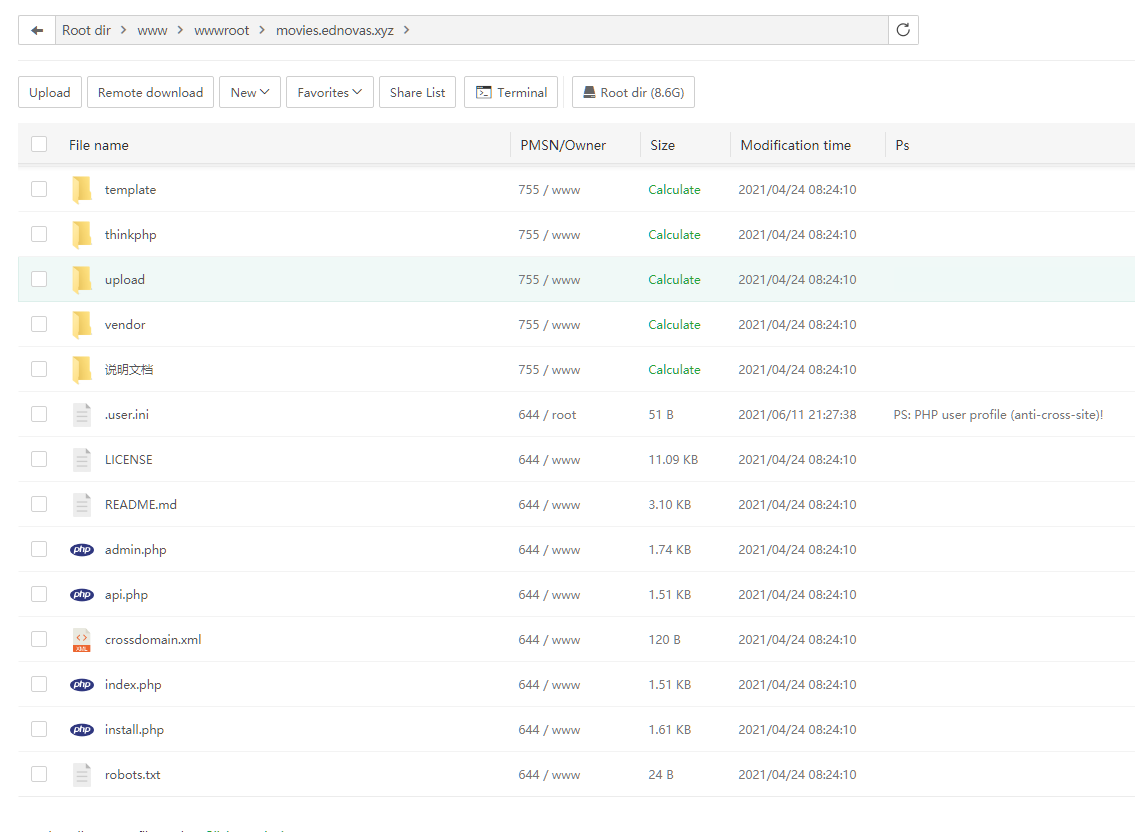 Root dir > www > wwwroot > movies.ednovas.xyz >
Upload Remote download New Favorites Share List Terminal Root dir (8.6G)
File name PMSN/Owner Size Modification time Ps
template 755 / www Calculate 2021/04/24 08:24:10
thinkphp 755 / www Calculate 2021/04/24 08:24:10
upload 755 / www Calculate 2021/04/24 08:24:10
vendor 755 / www Calculate 2021/04/24 08:24:10
说明文档 755 / www Calculate 2021/04/24 08:24:10
.user.ini 644 / root 51 B 2021/06/11 21:27:38 PS: PHP user profile (anti-cross-site)!
LICENSE 644 / www 11.09 KB 2021/04/24 08:24:10
README.md 644 / www 3.10 KB 2021/04/24 08:24:10
php admin.php 644 / www 1.74 KB 2021/04/24 08:24:10
php api.php 644 / www 1.51 KB 2021/04/24 08:24:10
XML crossdomain.xml 644 / www 120 B 2021/04/24 08:24:10
php index.php 644 / www 1.51 KB 2021/04/24 08:24:10
php install.php 644 / www 1.61 KB 2021/04/24 08:24:10
robots.txt 644 / www 24 B 2021/04/24 08:24:10